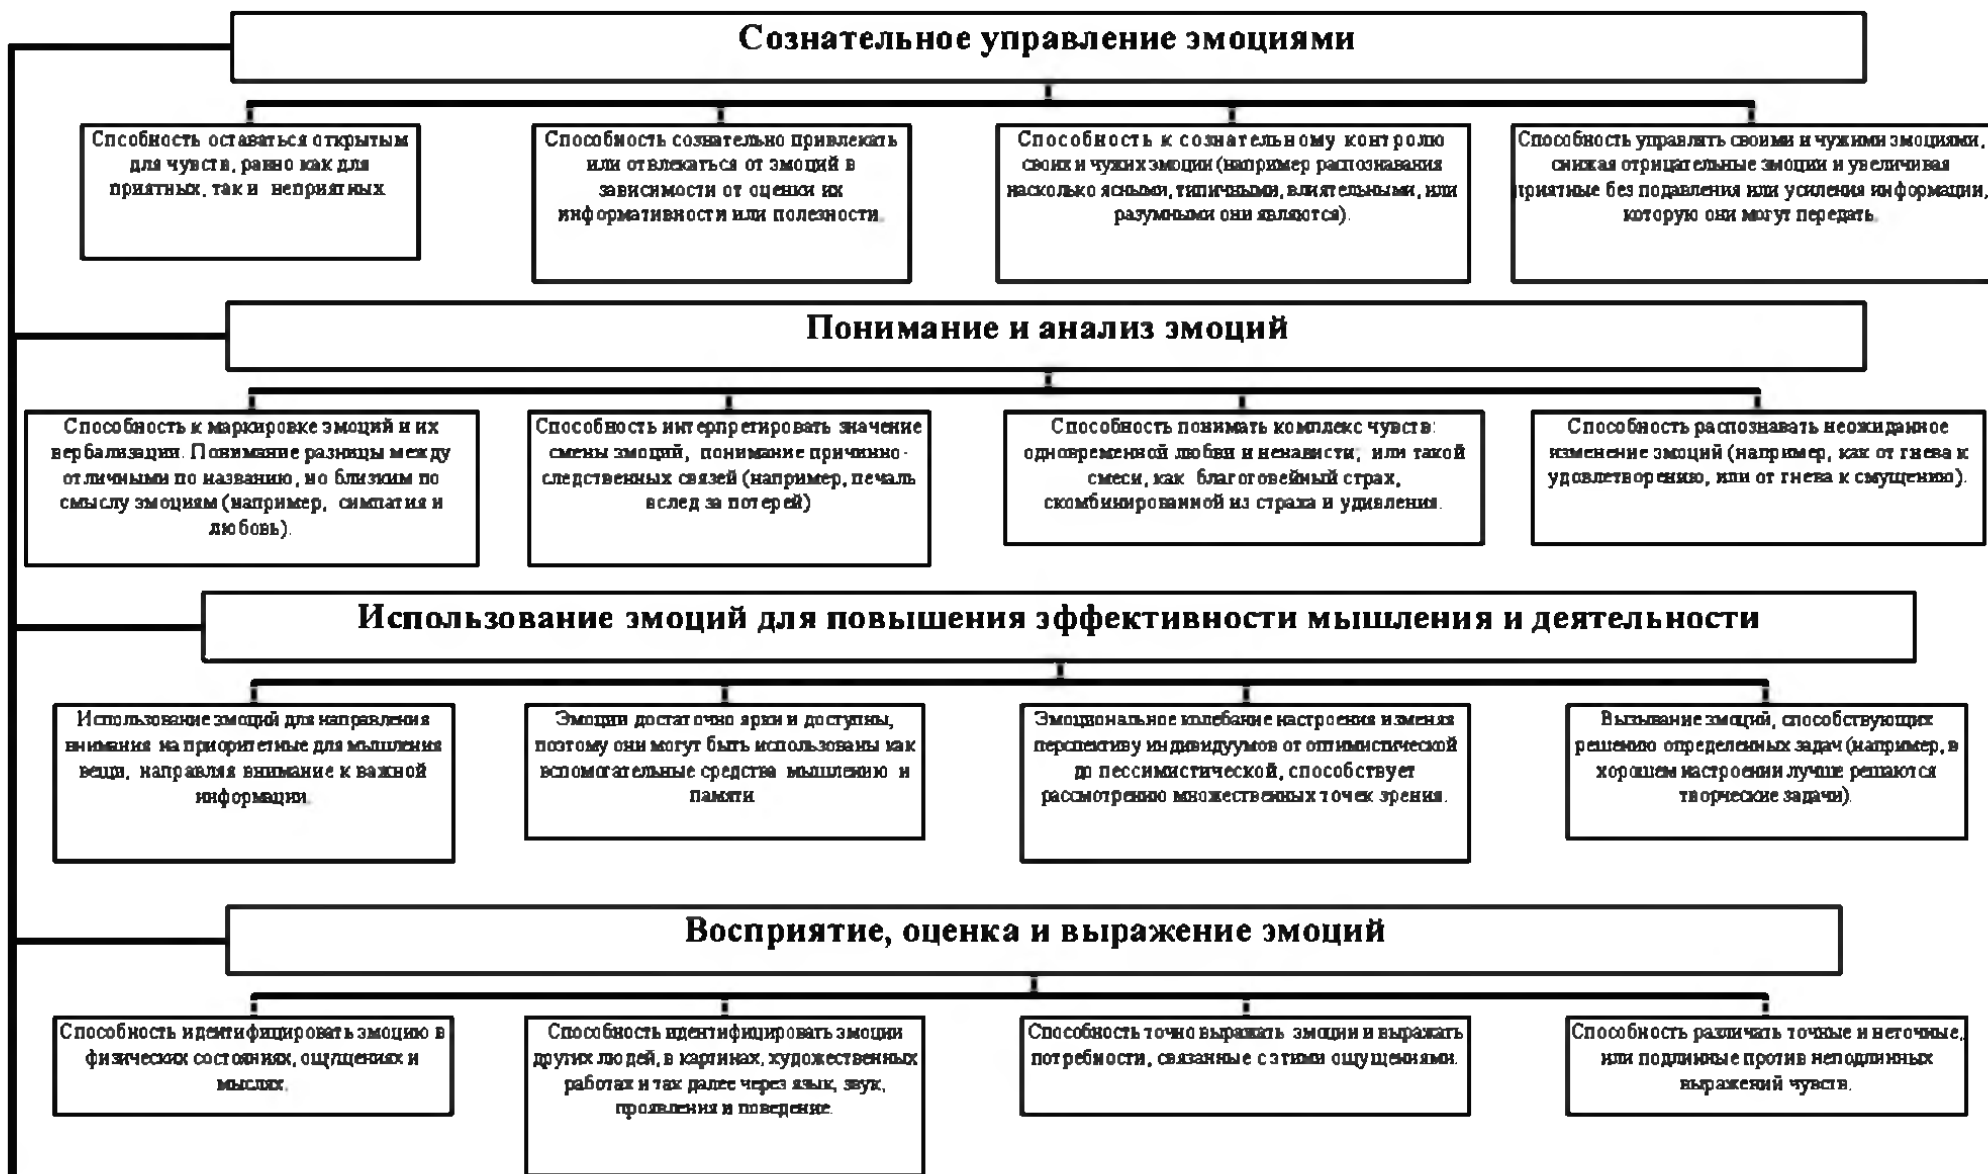 Сознательное управление эмоциями
Спсобность оставаться открытым
для чувств, равно как для
приятных, так и неприятных.
Способность сознательно привлекать
или отвлекаться от эмоций в
зависимости от оценки их
информативности или полезности.
Способность к сознательному контролю
своих и чужих эмоции (например распознавания
насколько ясными, типичными, влиятельными, или
разумными они являются).
Способность управлять своими и чужими эмоциями,
снижая отрицательные эмоции и увеличивая
приятные без подавления или усиления информации,
которую они могут передать.
Понимание и анализ эмоций
Способность к маркировке эмоций и их
вербализации. Понимание разницы между
отличными по названию, но близким по
смыслу эмоциям (например, симпатия и
любовь).
Способность интерпретировать значение
смены эмоций, понимание причинно-
следственных связей (например, печаль
вслед за потерей)
Способность понимать комплекс чувств:
одновременной любви и ненависти, или такой
смеси, как благоговейный страх,
скомбинированной из страха и удивления.
Способность распознавать неожиданное
изменение эмоций (например, как от гнева к
удовлетворению, или от гнева к смущению).
Использование эмоций для повышения эффективности мышления и деятельности
Использование эмоций для направления
внимания на приоритетные для мышления
вещи, направляя внимание к важной
информации.
Эмоции достаточно ярки и доступны,
поэтому они могут быть использованы как
вспомогательные средства мышлению и
памяти
Эмоциональное колебание настроения изменяя
перспективу индивидуумов от оптимистической
до пессимистической, способствует
рассмотрению множественных точек зрения.
Вызывание эмоций, способствующих
решению определенных задач (например, в
хорошем настроении лучше решаются
творческие задачи).
Восприятие, оценка и выражение эмоций
Способность идентифицировать эмоцию в
физических состояниях, ощущениях и
мыслях.
Способность идентифицировать эмоции
других людей, в картинах, художественных
работах и так далее через язык, звук,
проявления и поведение.
Способность точно выражать эмоции и выражать
потребности, связанные с этими ощущениями.
Способность различать точные и неточные,
или подлинные против неподлинных
выражений чувств.